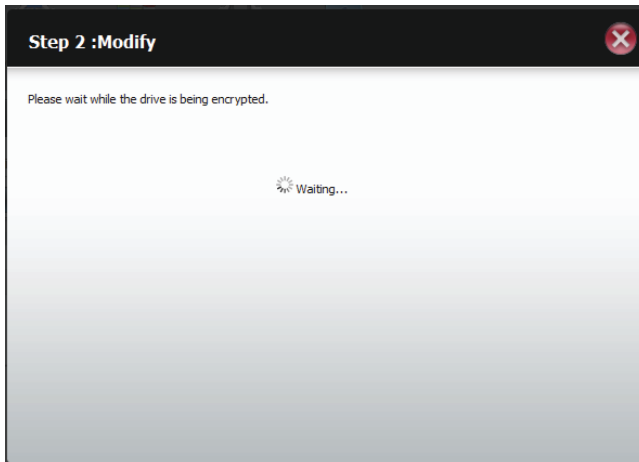 Step 2 :Modify
Please wait while the drive is being encrypted.
Waiting...